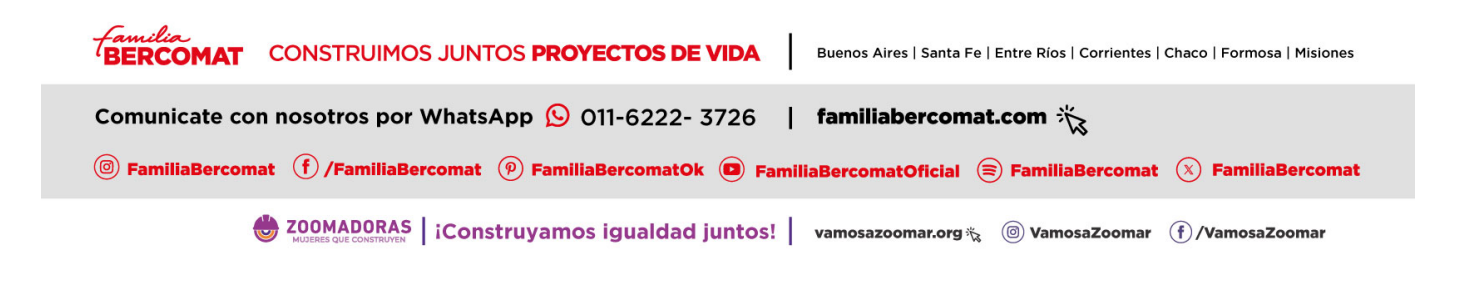 familia
BERCOMAT CONSTRUIMOS JUNTOS PROYECTOS DE VIDA | Buenos Aires | Santa Fe | Entre Ríos | Corrientes | Chaco | Formosa | Misiones
Comunicate con nosotros por WhatsApp 011-6222- 3726 | familiabercomat.com
FamiliaBercomat /FamiliaBercomat FamiliaBercomatOk FamiliaBercomatOficial FamiliaBercomat FamiliaBercomat
ZOOMADORAS | ¡Construyamos igualdad juntos! | vamosazoomar.org VamosaZoomar /VamosaZoomar
MUJERES QUE CONSTRUYEN